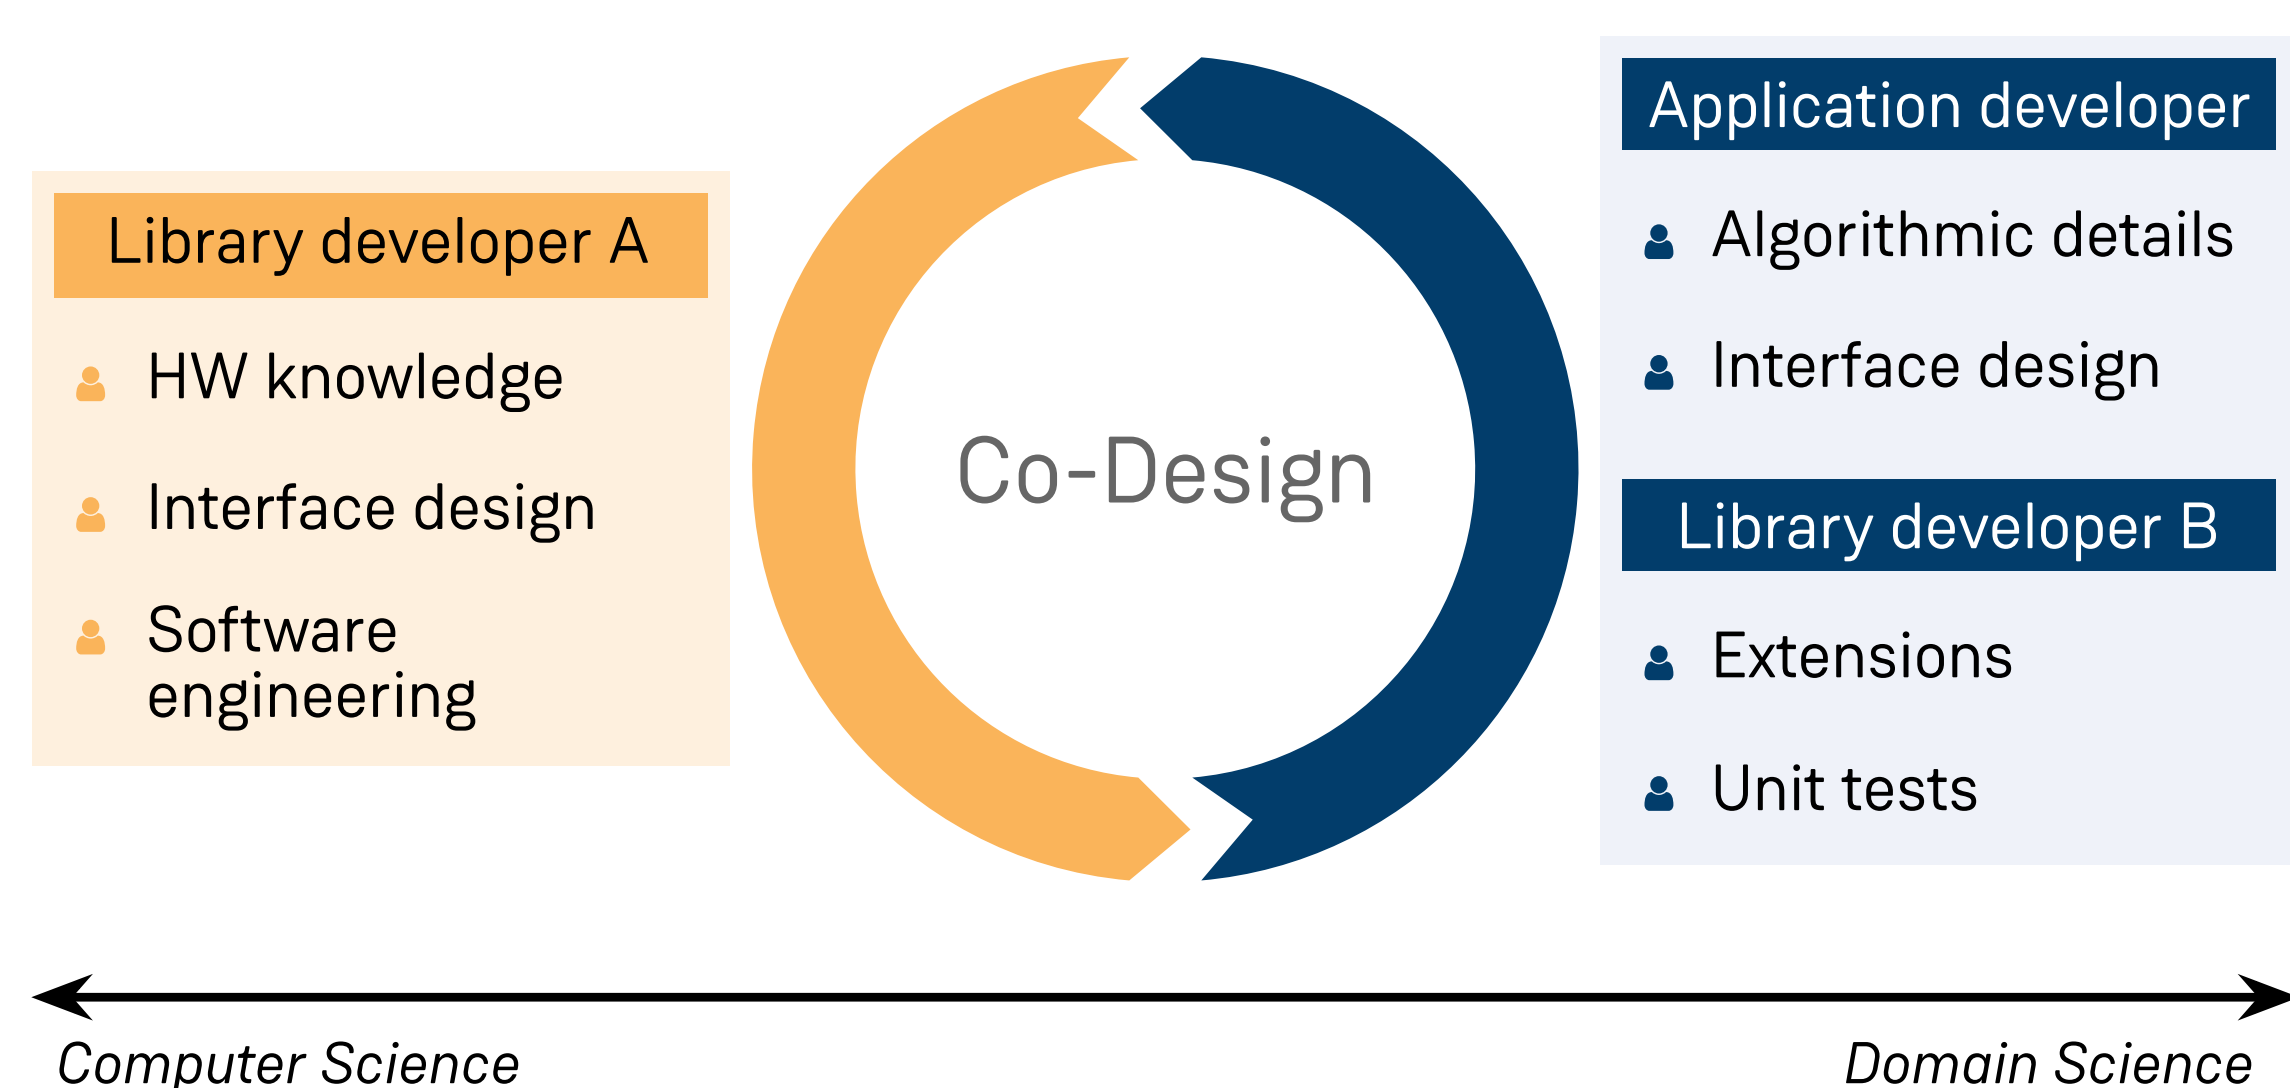 Library developer A
HW knowledge
Interface design
Software
engineering
Co-Design
Application developer
Algorithmic details
Interface design
Library developer B
Extensions
Unit tests
Computer Science
Domain Science